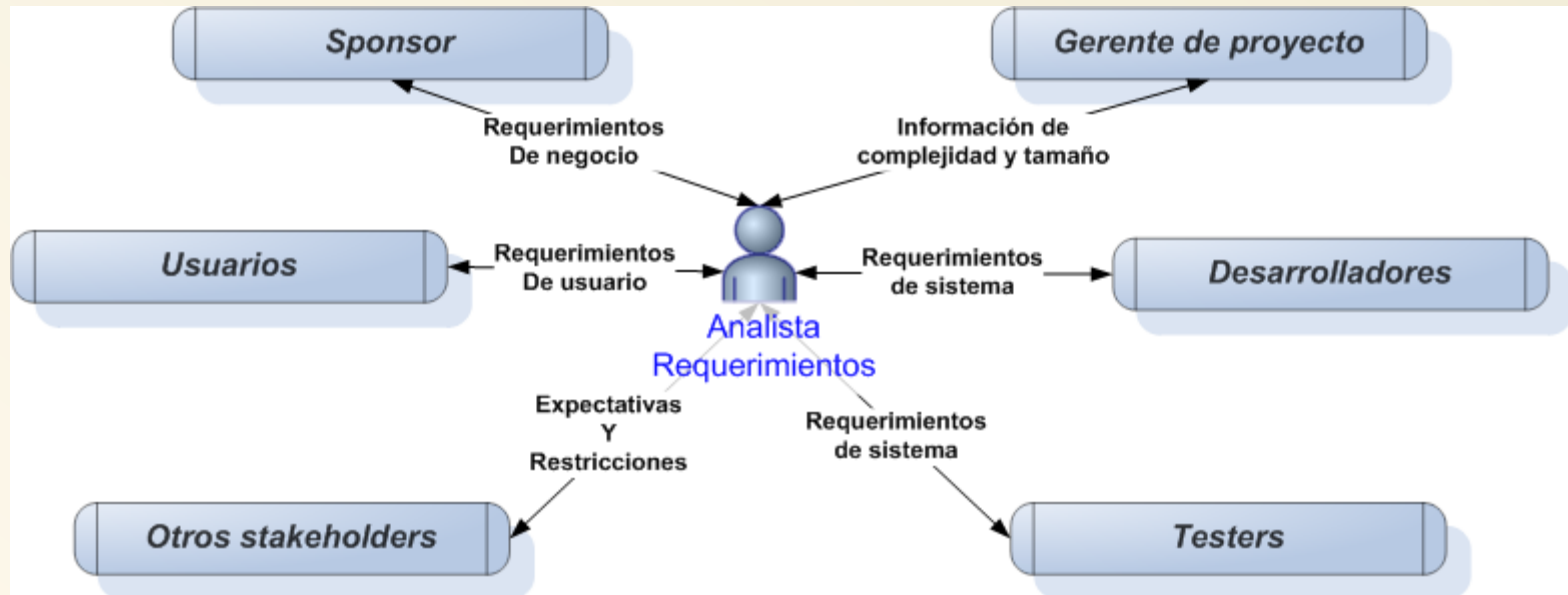 Sponsor
Gerente de proyecto
Requerimientos
De negocio
Información de
complejidad y tamaño
Usuarios
Requerimientos
De usuario
Requerimientos
de sistema
Desarrolladores
Analista
Requerimientos
Expectativas
Y
Restricciones
Requerimientos
de sistema
Otros stakeholders
Testers